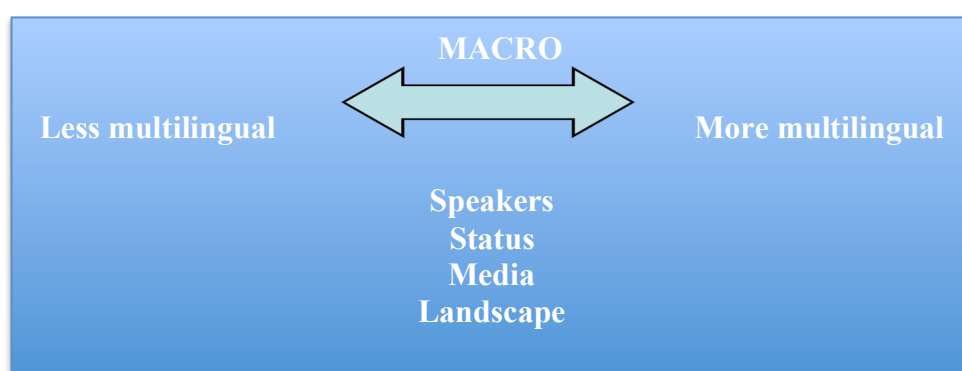 MACRO
Less multilingual
More multilingual
Speakers
Status
Media
Landscape